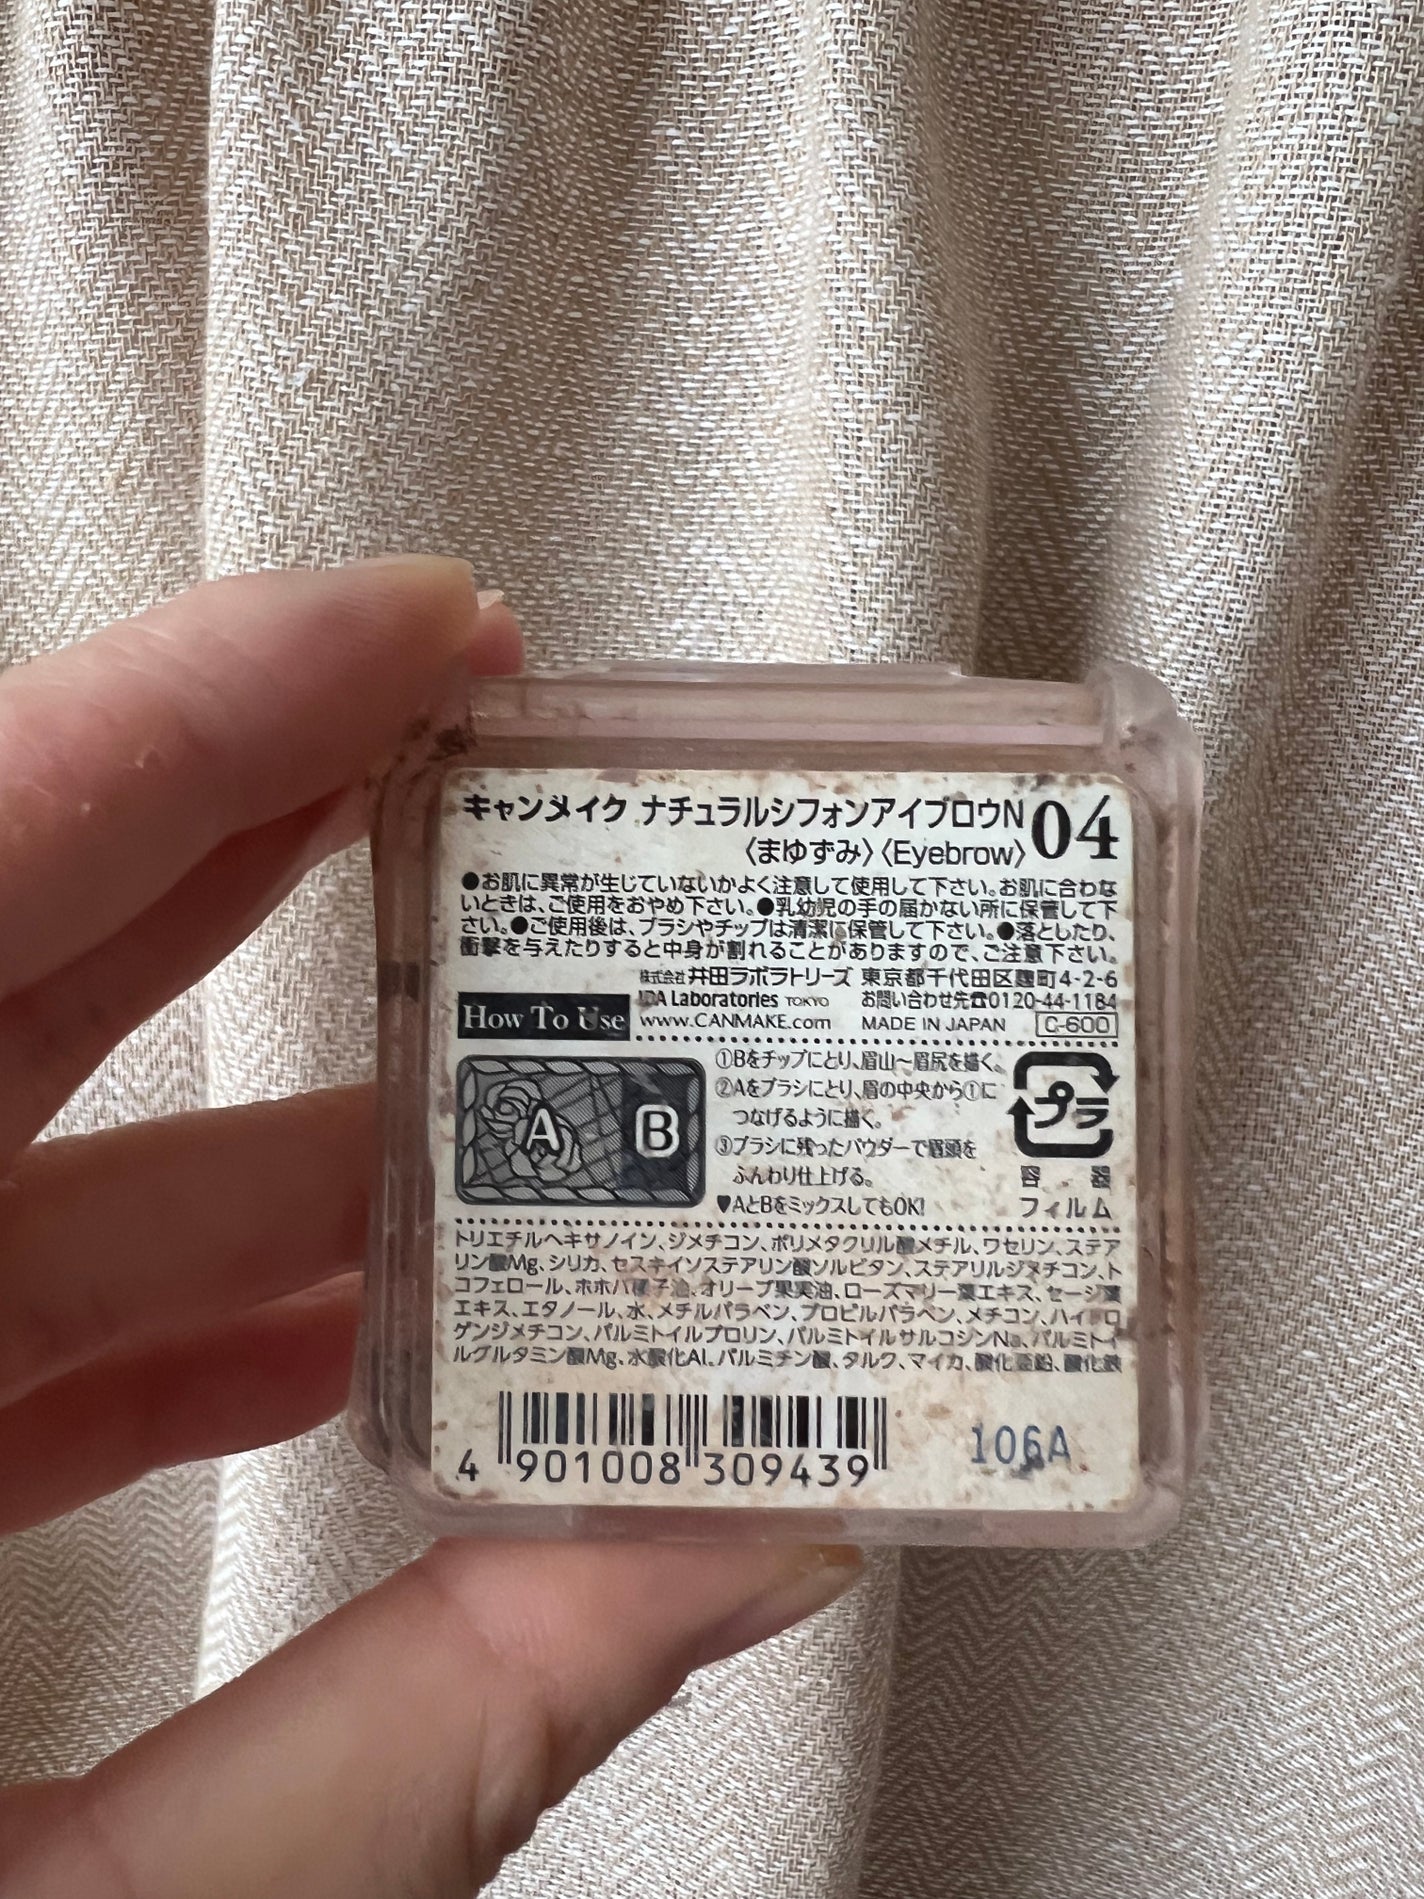 キャンメイク ナチュラルシフォンアイブロウN 04
〈まゆずみ〉〈Eyebrow〉
●お肌に異常が生じていないかよく注意して使用して下さい。お肌に合わな
いときは、ご使用をおやめ下さい。●乳幼児の手の届かない所に保管して下
さい。●ご使用後は、ブラシやチップは清潔に保管して下さい。●落としたり、
衝撃を与えたりすると中身が割れることがありますので、ご注意下さい。
株式会社 井田ラボラトリーズ 東京都千代田区麹町4-2-6
IDA Laboratories TOKYO お問い合わせ先☎0120-44-1184
How To Use
www.CANMAKE.com MADE IN JAPAN C-600
①Bをチップにとり、眉山〜眉尻を描く。
②Aをブラシにとり、眉の中央から①に
つなげるように描く。
③ブラシに残ったパウダーで眉頭を
ふんわり仕上げる。
♥AとBをミックスしてもOK!
A B
プラ
容器
フィルム
トリエチルヘキサノイン、ジメチコン、ポリメタクリル酸メチル、ワセリン、ステア
リン酸Mg、シリカ、セスキイソステアリン酸ソルビタン、ステアリルジメチコン、ト
コフェロール、ホホバ種子油、オリーブ果実油、ローズマリー葉エキス、セージ葉
エキス、エタノール、水、メチルパラベン、プロピルパラベン、メチコン、ハイドロ
ゲンジメチコン、パルミトイルプロリン、パルミトイルサルコシンNa、パルミトイ
ルグルタミン酸Mg、水酸化Al、パルミチン酸、タルク、マイカ、酸化亜鉛、酸化鉄
4 901008 309439
106A